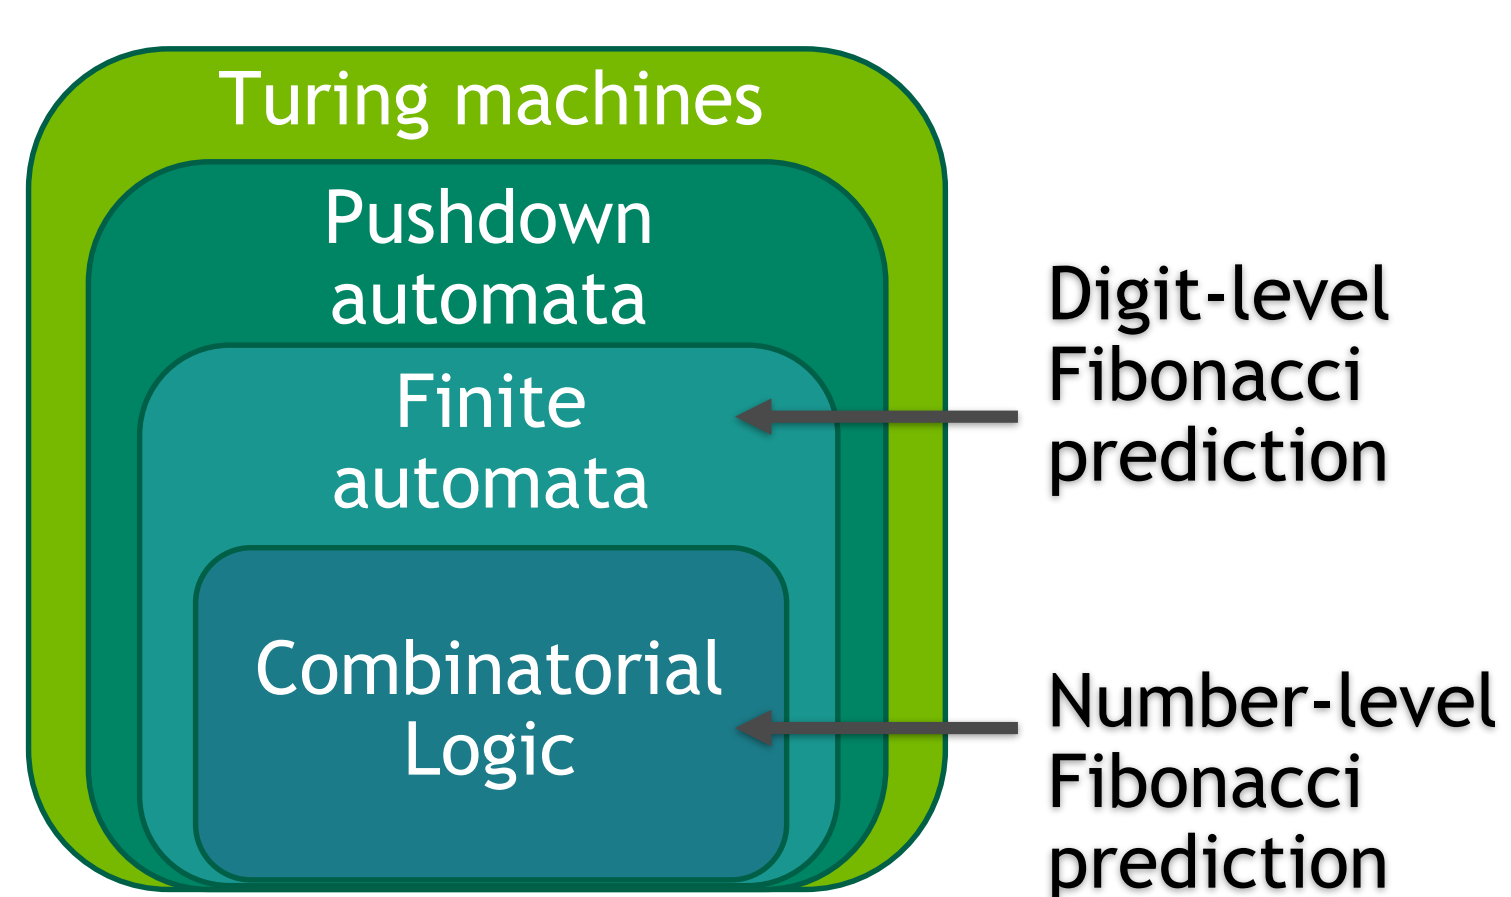 Turing machines
Pushdown
automata
Finite
automata
Combinatorial
Logic
Digit-level
Fibonacci
prediction
Number-level
Fibonacci
prediction